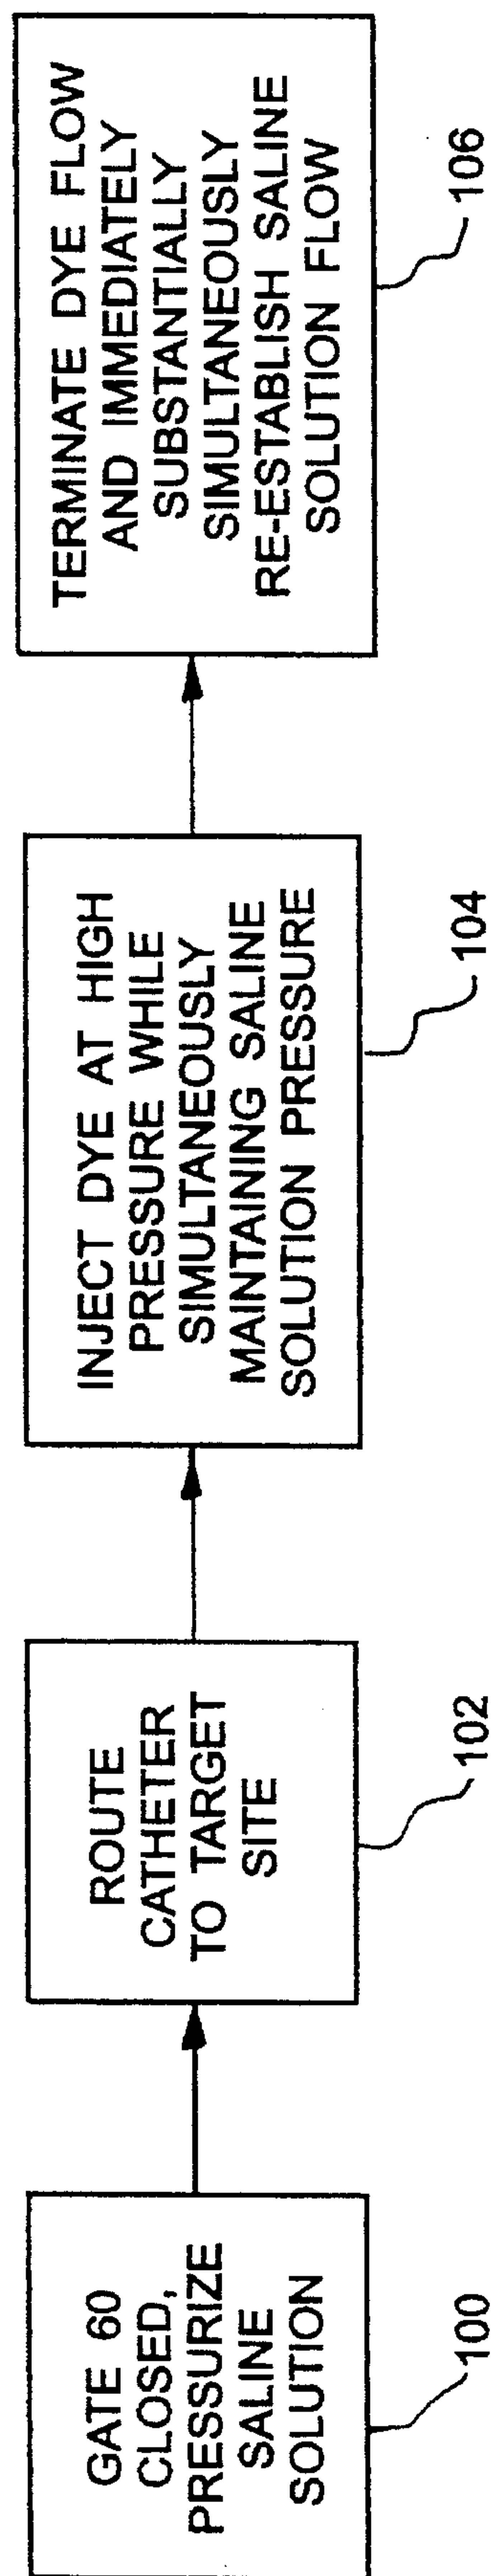 GATE 60
CLOSED,
PRESSURIZE
SALINE
SOLUTION
100
ROUTE
CATHETER
TO TARGET
SITE
102
INJECT DYE AT HIGH
PRESSURE WHILE
SIMULTANEOUSLY
MAINTAINING SALINE
SOLUTION PRESSURE
104
TERMINATE DYE FLOW
AND IMMEDIATELY
SUBSTANTIALLY
SIMULTANEOUSLY
RE-ESTABLISH SALINE
SOLUTION FLOW
106